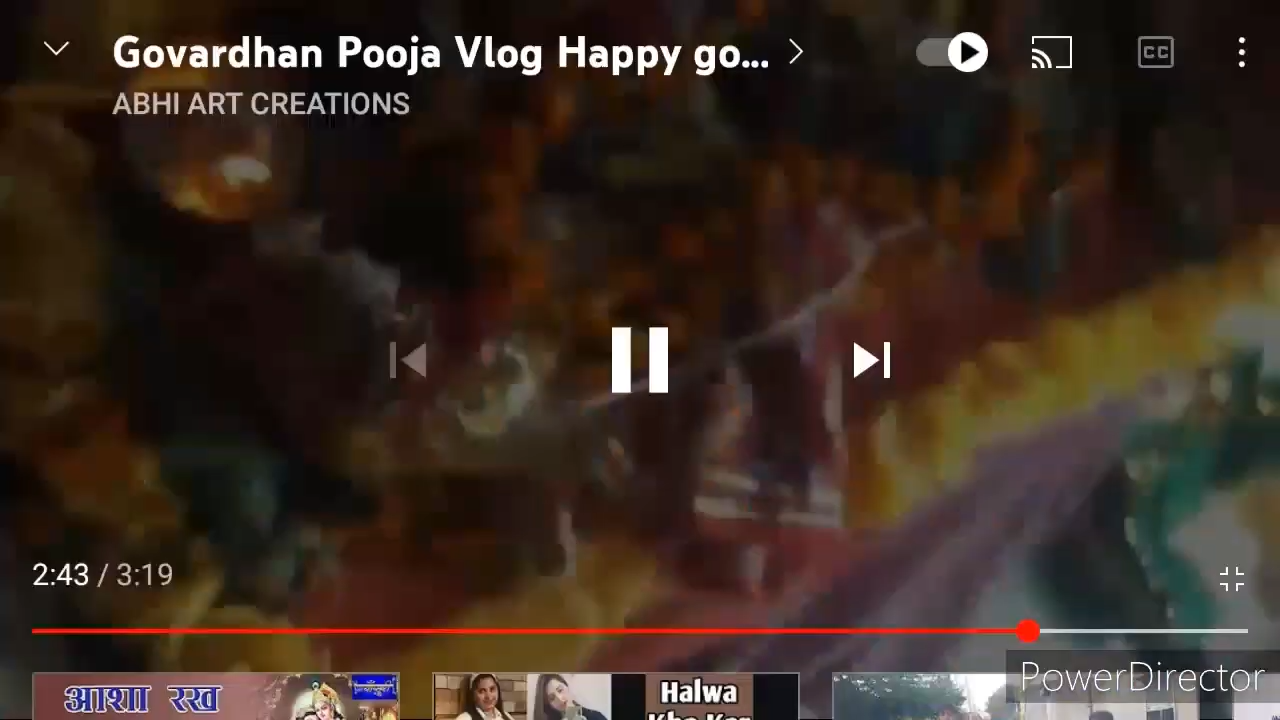 Govardhan Pooja Vlog Happy go...
ABHI ART CREATIONS
CC
2:43 / 3:19
PowerDirector
आशा रख
Halwa